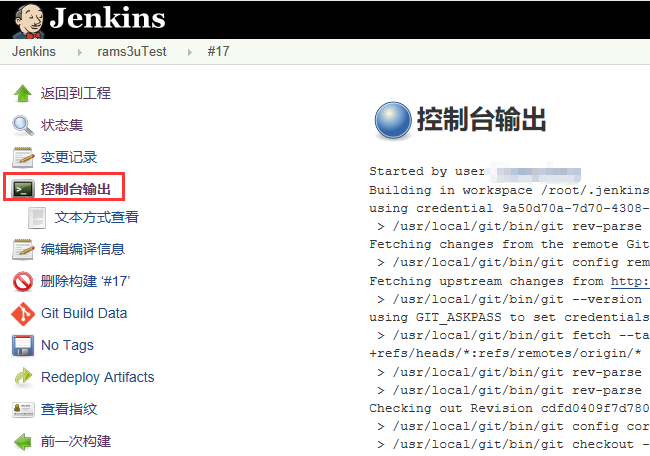 Jenkins
Jenkins rams3uTest #17
返回到工程
状态集
变更记录
控制台输出
文本方式查看
编辑编译信息
删除构建 ‘#17’
Git Build Data
No Tags
Redeploy Artifacts
查看指纹
前一次构建
控制台输出
Started by user
Building in workspace /root/.jenkins
using credential 9a50d70a-7d70-4308-
> /usr/local/git/bin/git rev-parse
Fetching changes from the remote Git
> /usr/local/git/bin/git config rem
Fetching upstream changes from http:
> /usr/local/git/bin/git --version
using GIT_ASKPASS to set credentials
> /usr/local/git/bin/git fetch --ta
+refs/heads/*:refs/remotes/origin/*
> /usr/local/git/bin/git rev-parse
> /usr/local/git/bin/git rev-parse
Checking out Revision cdfd0409f7d780
> /usr/local/git/bin/git config cor
> /usr/local/git/bin/git checkout -